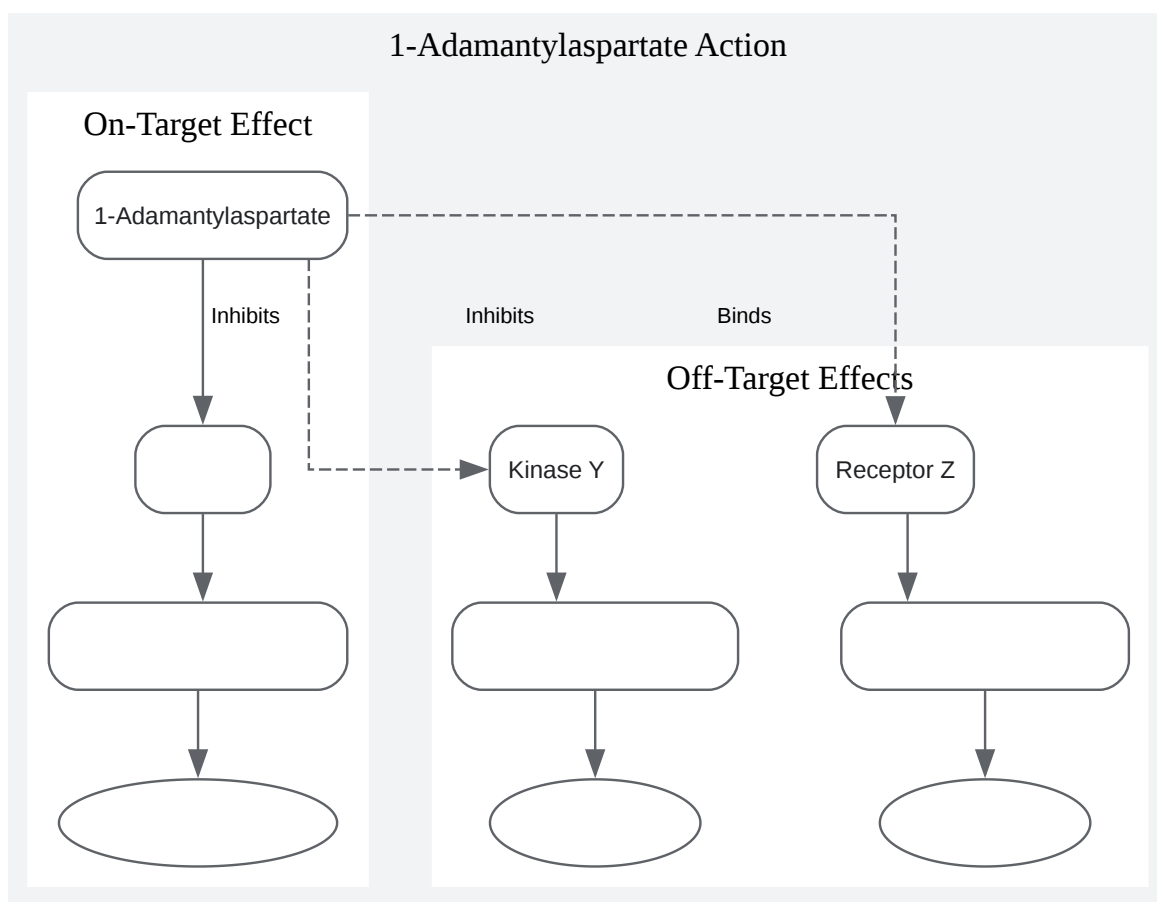 1-Adamantylaspartate Action
On-Target Effect
1-Adamantylaspartate
Inhibits
Inhibits
Binds
Off-Target Effects
Kinase Y
Receptor Z